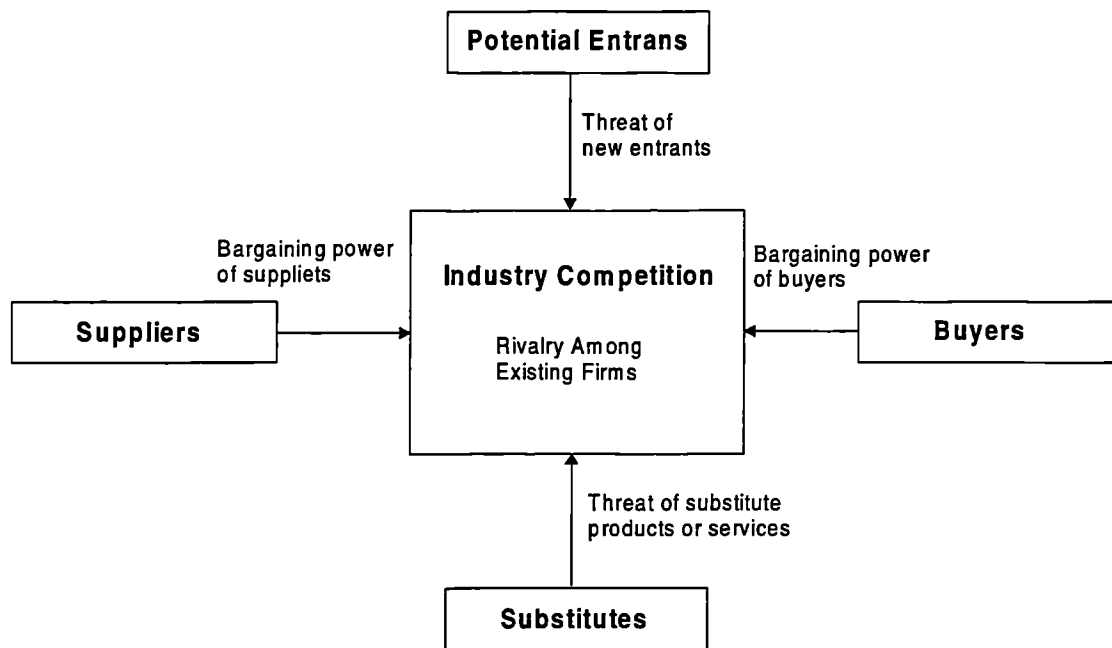 Potential Entrans
Threat of
new entrants
Bargaining power
of suppliets
Industry Competition
Bargaining power
of buyers
Suppliers
Rivalry Among
Existing Firms
Buyers
Threat of substitute
products or services
Substitutes